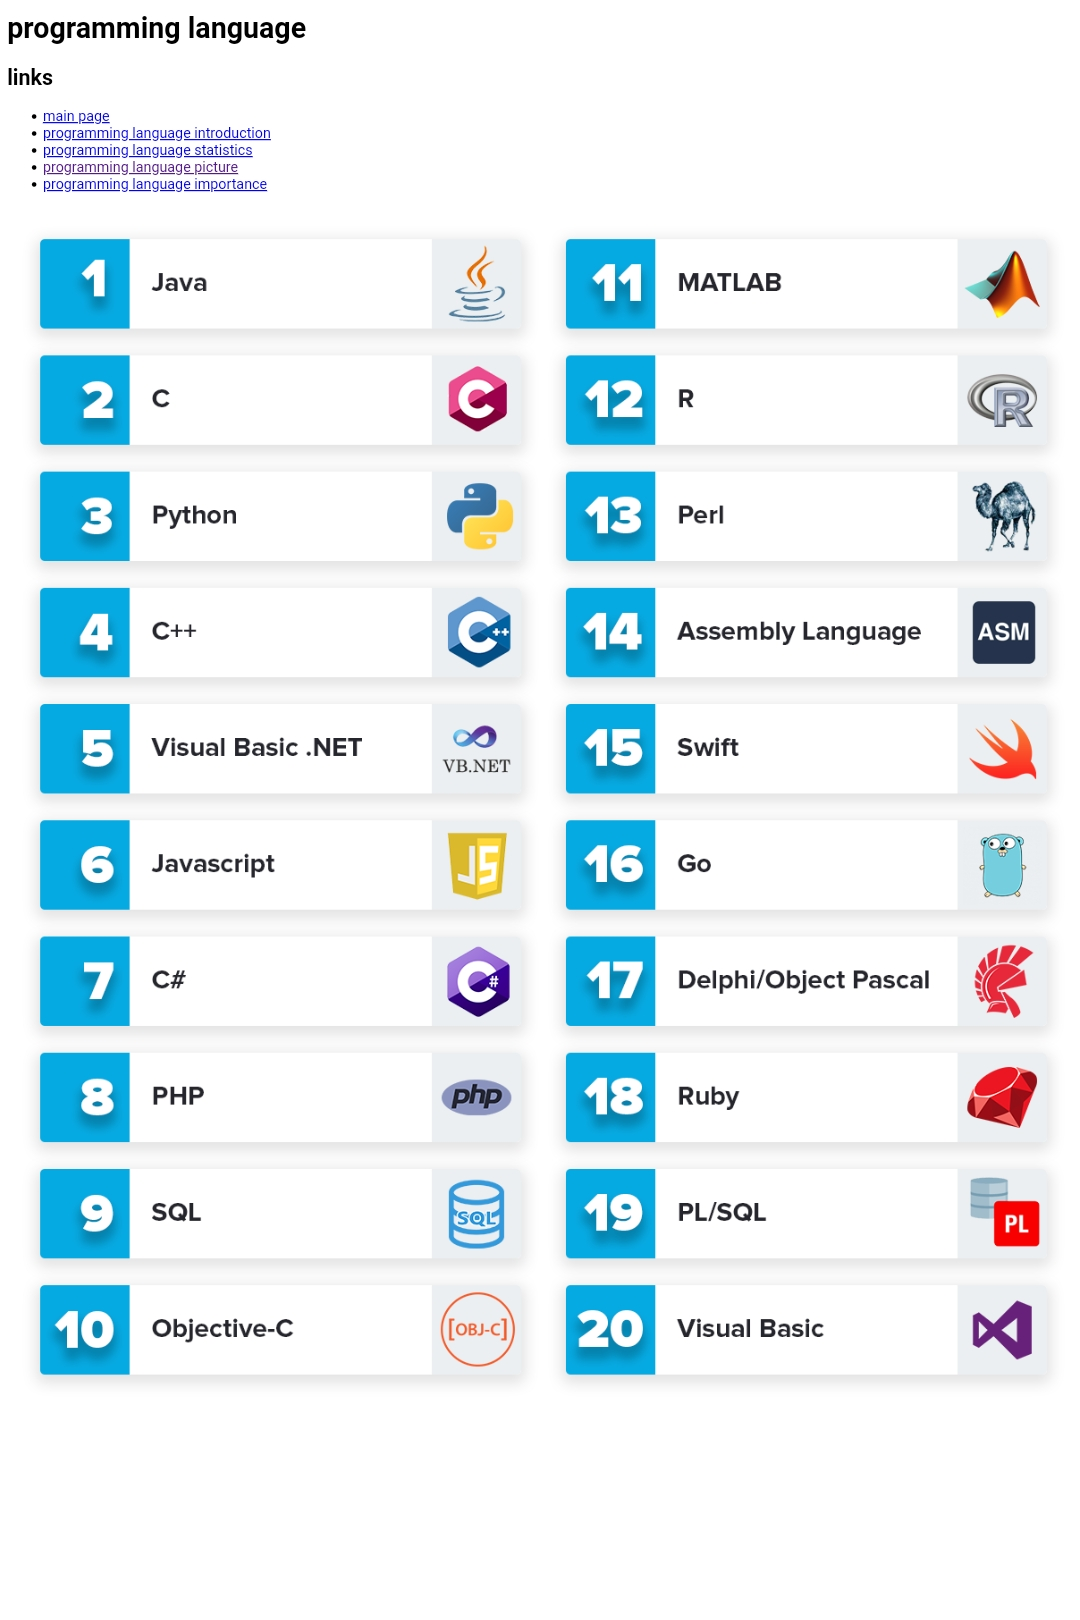 programming language
links
main page
programming language introduction
programming language statistics
programming language picture
programming language importance
1 Java
2 C C
3 Python
4 C++ C++
5 Visual Basic .NET VB.NET
6 Javascript JS
7 C# C#
8 PHP php
9 SQL SQL
10 Objective-C [OBJ-C]
11 MATLAB
12 R R
13 Perl
14 Assembly Language ASM
15 Swift
16 Go
17 Delphi/Object Pascal
18 Ruby
19 PL/SQL PL
20 Visual Basic